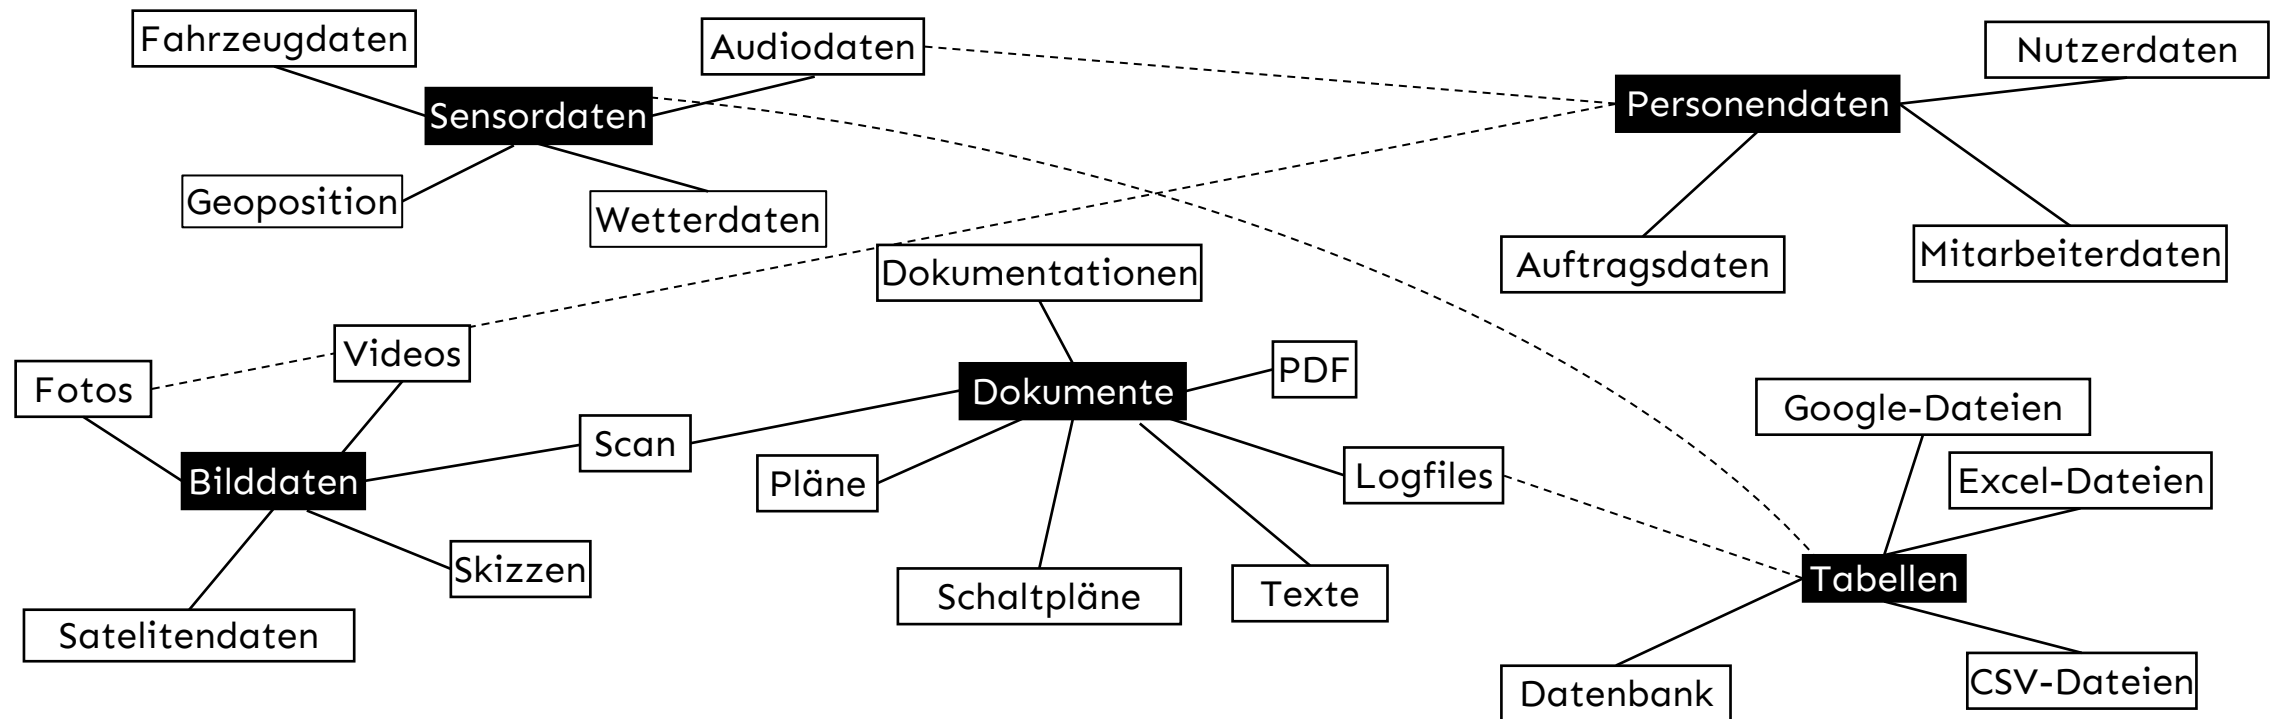 Fahrzeugdaten
Audiodaten
Nutzerdaten
Sensordaten
Personendaten
Geoposition
Wetterdaten
Auftragsdaten
Mitarbeiterdaten
Dokumentationen
Videos
Fotos
Dokumente
PDF
Google-Dateien
Scan
Bilddaten
Pläne
Logfiles
Excel-Dateien
Skizzen
Schaltpläne
Texte
Tabellen
Satelitendaten
Datenbank
CSV-Dateien